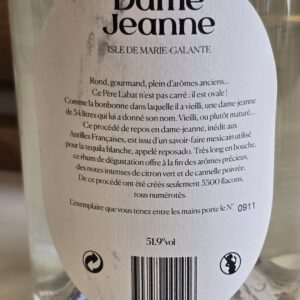 Dame
Jeanne
ISLE DE MARIE-GALANTE
Rond, gourmand, plein d'arômes anciens...
Ce Père Labat n'est pas carré : il est ovale !
Comme la bonbonne dans laquelle il a vieilli, une dame-jeanne
de 34 litres qui lui a donné son nom. Vieilli, ou plutôt maturé...
Ce procédé de repos en dame-jeanne, inédit aux
Antilles Françaises, est issu d'un savoir-faire mexicain utilisé
pour le tequila blanche, appelé reposado. Très long en bouche,
ce rhum de dégustation offre à la fin des arômes précieux,
des notes intenses de citron vert et de cannelle poivrée.
De ce procédé ont été créés seulement 3500 flacons,
tous numérotés.
L'exemplaire que vous tenez entre les mains porte le N° 0911
51.9°vol